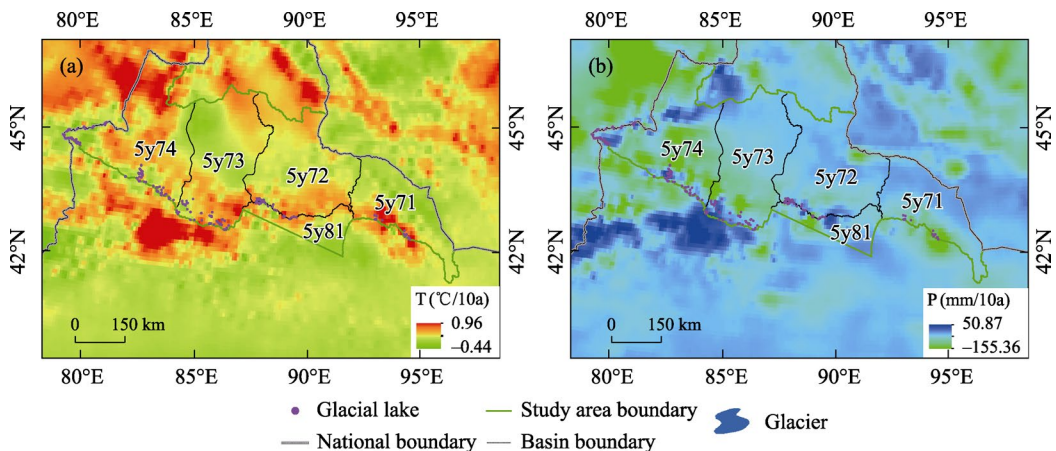 80°E 85°E 90°E 95°E 80°E 85°E 90°E 95°E
(a) (b)
45°N 45°N 45°N
5y74 5y73 5y72 5y71 5y74 5y73 5y72 5y71
5y81 5y81
42°N 42°N 42°N
T (℃/10a) P (mm/10a)
0.96 50.87
−0.44 −155.36
0 150 km 0 150 km
80°E 85°E 90°E 95°E 80°E 85°E 90°E 95°E
Glacial lake Study area boundary Glacier
National boundary Basin boundary